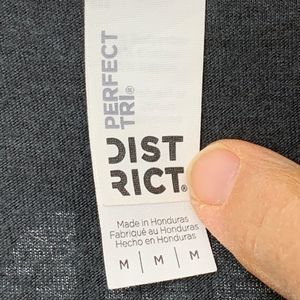 PERFECT
TRI®
DIST
RICT®
Made in Honduras
Fabriqué au Honduras
Hecho en Honduras
M | M | M